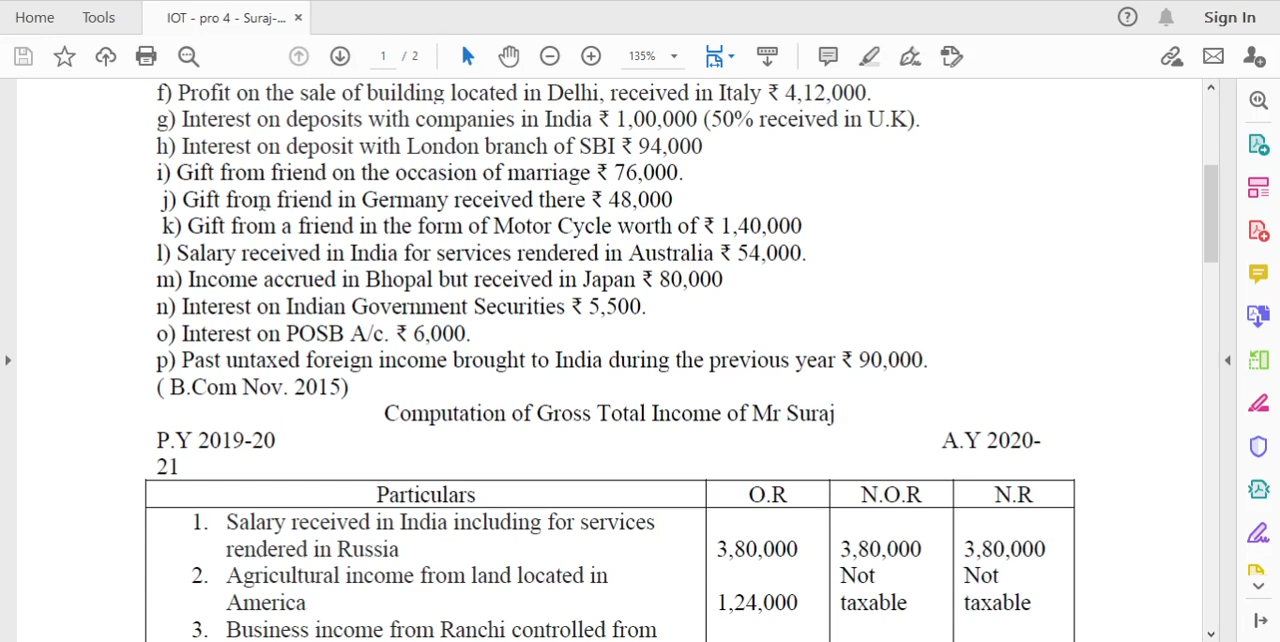 Home Tools IOT - pro 4 - Suraj-... × Sign In
1 / 2 135%
f) Profit on the sale of building located in Delhi, received in Italy ₹ 4,12,000.
g) Interest on deposits with companies in India ₹ 1,00,000 (50% received in U.K).
h) Interest on deposit with London branch of SBI ₹ 94,000
i) Gift from friend on the occasion of marriage ₹ 76,000.
j) Gift from friend in Germany received there ₹ 48,000
k) Gift from a friend in the form of Motor Cycle worth of ₹ 1,40,000
l) Salary received in India for services rendered in Australia ₹ 54,000.
m) Income accrued in Bhopal but received in Japan ₹ 80,000
n) Interest on Indian Government Securities ₹ 5,500.
o) Interest on POSB A/c. ₹ 6,000.
p) Past untaxed foreign income brought to India during the previous year ₹ 90,000.
( B.Com Nov. 2015)
Computation of Gross Total Income of Mr Suraj
P.Y 2019-20 A.Y 2020-
21
Particulars O.R N.O.R N.R
1. Salary received in India including for services
rendered in Russia 3,80,000 3,80,000 3,80,000
2. Agricultural income from land located in Not Not
America 1,24,000 taxable taxable
3. Business income from Ranchi controlled from